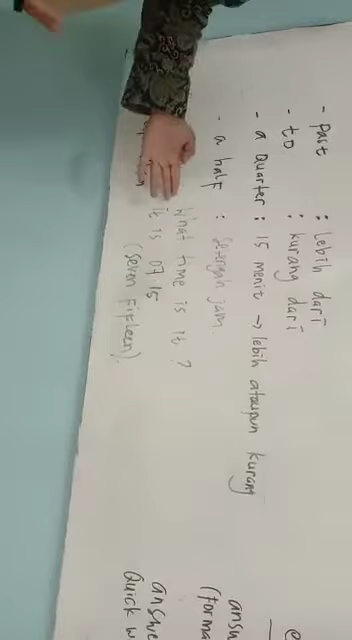 - past : lebih dari
- to : kurang dari
- a quarter : 15 menit → lebih ataupun kurang
- a half : setengah jam.
What time is it ?
it is 07 15
(seven fifteen)
answ
(forma
answe
Quick w